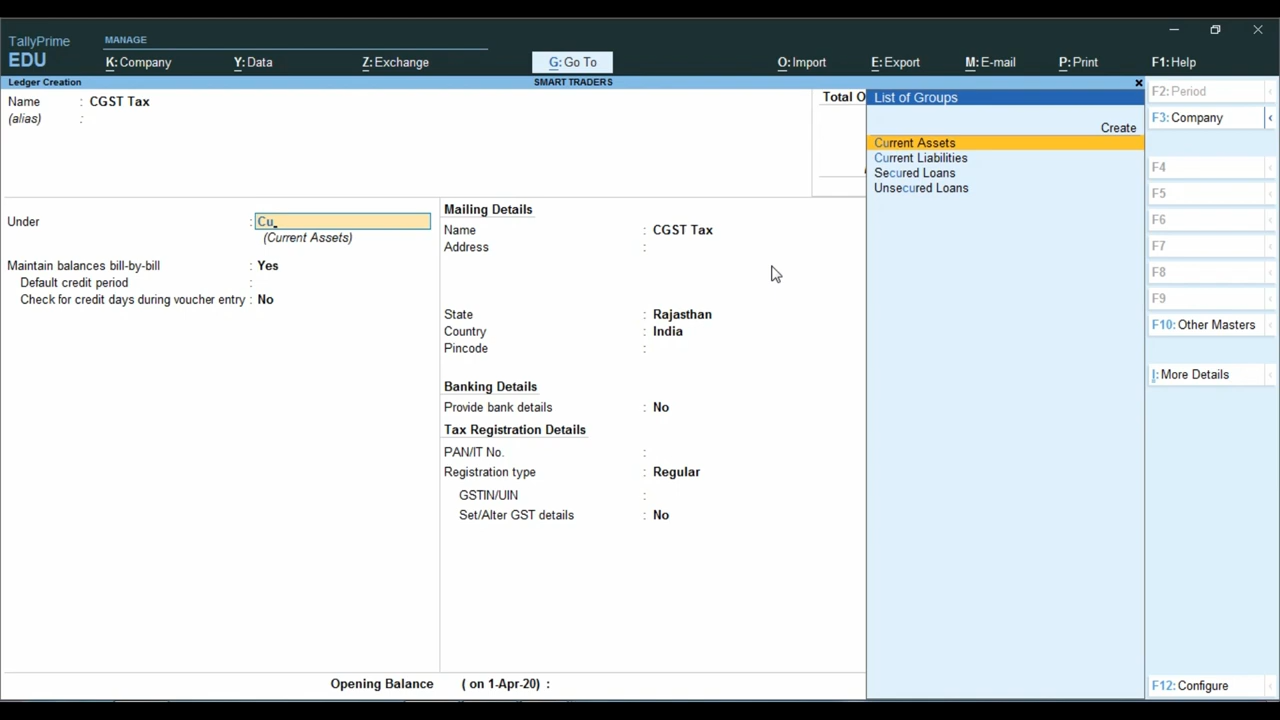 TallyPrime
EDU
MANAGE
K: Company
Y: Data
Z: Exchange
G: Go To
O: Import
E: Export
M: E-mail
P: Print
F1: Help
Ledger Creation
SMART TRADERS
Name : CGST Tax
(alias) :
Total O
List of Groups
Create
Current Assets
Current Liabilities
Secured Loans
Unsecured Loans
Under : Cu
(Current Assets)
Maintain balances bill-by-bill : Yes
Default credit period :
Check for credit days during voucher entry : No
Mailing Details
Name : CGST Tax
Address :
State : Rajasthan
Country : India
Pincode :
Banking Details
Provide bank details : No
Tax Registration Details
PAN/IT No. :
Registration type : Regular
GSTIN/UIN :
Set/Alter GST details : No
Opening Balance ( on 1-Apr-20) :
F2: Period
F3: Company
F4
F5
F6
F7
F8
F9
F10: Other Masters
I: More Details
F12: Configure